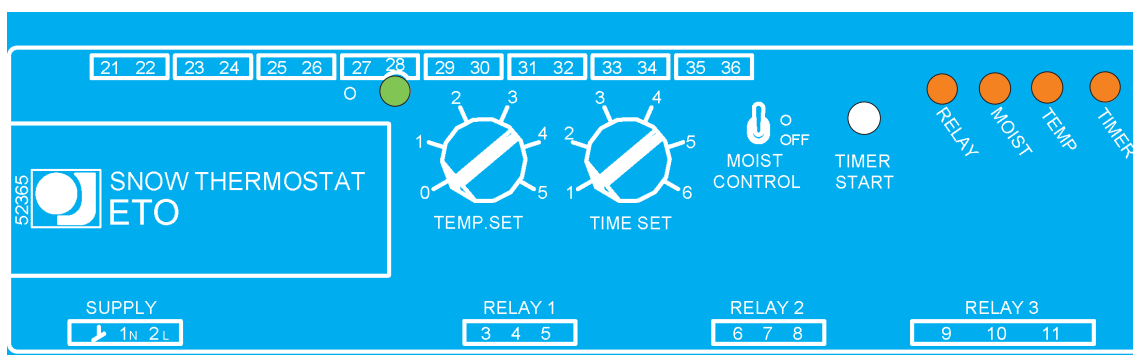 21 22 23 24 25 26 27 28 29 30 31 32 33 34 35 36
O
2 3
1 4
0 5
TEMP.SET
3 4
2 5
1 6
TIME SET
O
OFF
MOIST
CONTROL
TIMER
START
RELAY
MOIST
TEMP
TIMER
52365
SNOW THERMOSTAT
ETO
SUPPLY
1N 2L
RELAY 1
3 4 5
RELAY 2
6 7 8
RELAY 3
9 10 11